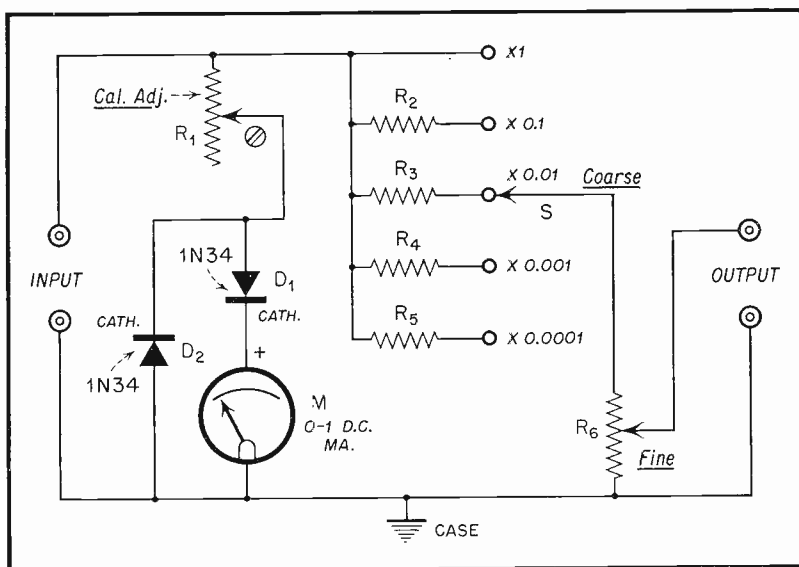 X1
Cal. Adj.
R1
R2
X 0.1
R3
X 0.01
Coarse
S
R4
X 0.001
R5
X 0.0001
INPUT
OUTPUT
1N34
D1
CATH.
CATH.
D2
1N34
+
M
0-1 D.C.
MA.
R6
Fine
CASE